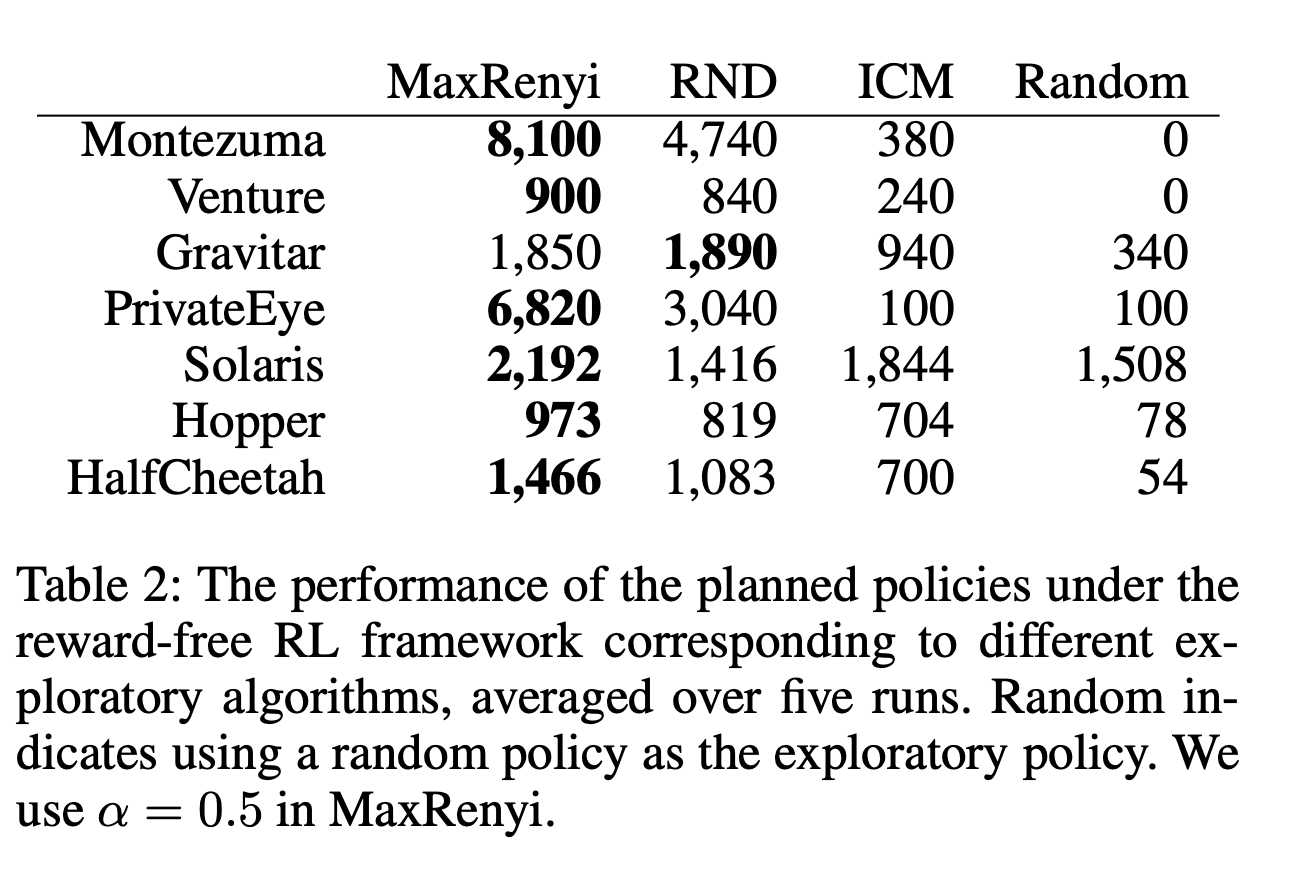 MaxRenyi RND ICM Random
Montezuma 8,100 4,740 380 0
Venture 900 840 240 0
Gravitar 1,850 1,890 940 340
PrivateEye 6,820 3,040 100 100
Solaris 2,192 1,416 1,844 1,508
Hopper 973 819 704 78
HalfCheetah 1,466 1,083 700 54
Table 2: The performance of the planned policies under the
reward-free RL framework corresponding to different ex-
ploratory algorithms, averaged over five runs. Random in-
dicates using a random policy as the exploratory policy. We
use α = 0.5 in MaxRenyi.